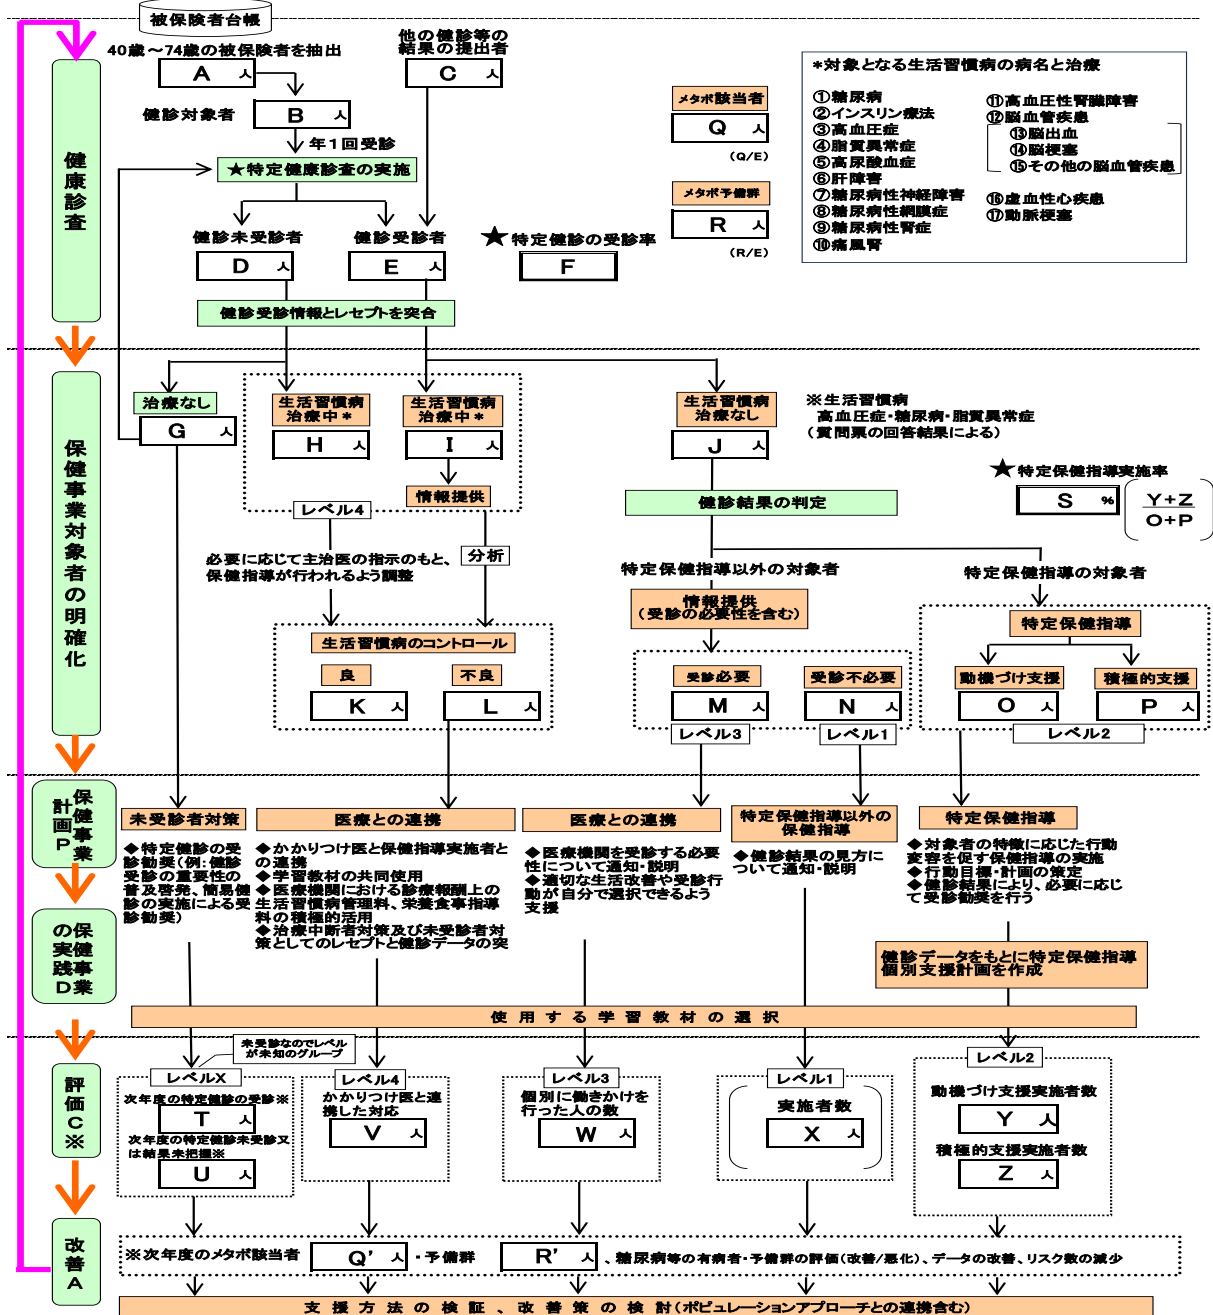 被保険者台帳
40歳～74歳の被保険者を抽出
A 人
健診対象者
B 人
年1回受診
★特定健康診査の実施
他の健診等の
結果の提出者
C 人
健診未受診者
D 人
健診受診者
E 人
★特定健診の受診率
F
メタボ該当者
Q 人
(Q/E)
メタボ予備群
R 人
(R/E)
*対象となる生活習慣病の病名と治療
①糖尿病
②インスリン療法
③高血圧症
④脂質異常症
⑤高尿酸血症
⑥肝障害
⑦糖尿病性神経障害
⑧糖尿病性網膜症
⑨糖尿病性腎症
⑩痛風腎
⑪高血圧性腎臓障害
⑫脳血管疾患
⑬脳出血
⑭脳梗塞
⑮その他の脳血管疾患
⑯虚血性心疾患
⑰動脈梗塞
健康診査
健診受診情報とレセプトを突合
保健事業対象者の明確化
治療なし
G 人
生活習慣病
治療中*
H 人
生活習慣病
治療中*
I 人
情報提供
レベル4
生活習慣病
治療なし
J 人
※生活習慣病
高血圧症・糖尿病・脂質異常症
(質問票の回答結果による)
★特定保健指導実施率
S %
Y+Z
O+P
健診結果の判定
必要に応じて主治医の指示のもと、
保健指導が行われるよう調整
分析
特定保健指導以外の対象者
情報提供
(受診の必要性を含む)
特定保健指導の対象者
特定保健指導
生活習慣病のコントロール
良
K 人
不良
L 人
受診必要
M 人
レベル3
受診不必要
N 人
レベル1
動機づけ支援
O 人
積極的支援
P 人
レベル2
保健事業
計画P
未受診者対策
◆特定健診の受
診勧奨(例:健診
受診の重要性の
普及啓発、簡易健
診の実施による受
診勧奨)
医療との連携
◆かかりつけ医と保健指導実施者と
の連携
◆学習教材の共同使用
◆医療機関における診療報酬上の
生活習慣病管理料、栄養食事指導
料の積極的活用
◆治療中断者対策及び未受診者対
策としてのレセプトと健診データの突
医療との連携
◆医療機関を受診する必要
性について通知・説明
◆適切な生活改善や受診行
動が自分で選択できるよう
支援
特定保健指導以外の
保健指導
◆健診結果の見方に
ついて通知・説明
特定保健指導
◆対象者の特徴に応じた行動
変容を促す保健指導の実施
◆行動目標・計画の策定
◆健診結果により、必要に応じ
て受診勧奨を行う
保健事業
の実践D
健診データをもとに特定保健指導
個別支援計画を作成
使用する学習教材の選択
評価C※
未受診なのでレベル
が未知のグループ
レベルX
次年度の特定健診の受診※
T 人
次年度の特定健診未受診又
は結果未把握※
U 人
レベル4
かかりつけ医と連
携した対応
V 人
レベル3
個別に働きかけを
行った人の数
W 人
レベル1
実施者数
X 人
レベル2
動機づけ支援実施者数
Y 人
積極的支援実施者数
Z 人
改善A
※次年度のメタボ該当者 Q' 人 ・予備群 R' 人 、糖尿病等の有病者・予備群の評価(改善/悪化)、データの改善、リスク数の減少
支援方法の検証、改善策の検討(ポピュレーションアプローチとの連携含む)